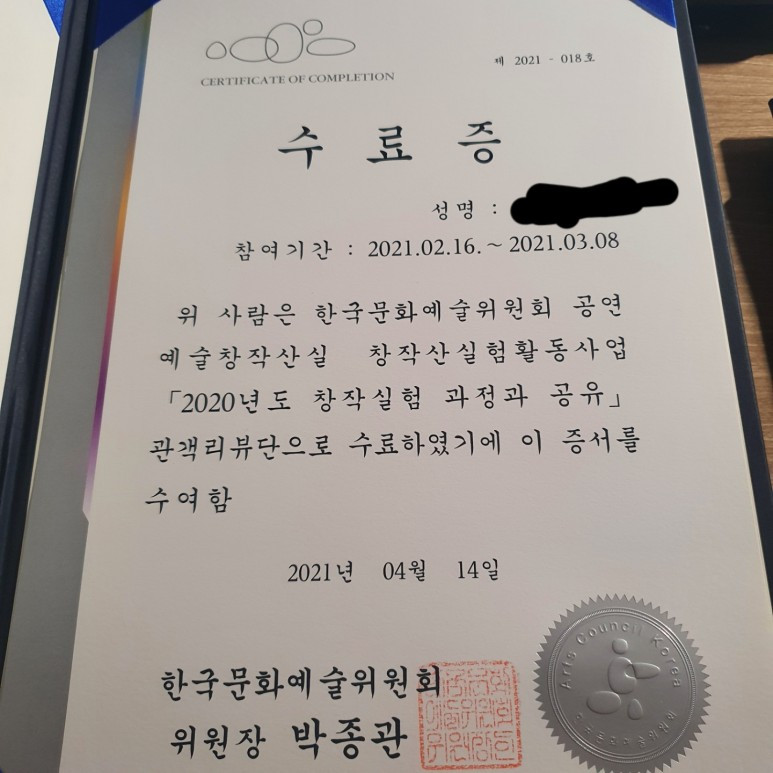 CERTIFICATE OF COMPLETION
제 2021 - 018호
수 료 증
성명 :
참여기간 : 2021.02.16. ~ 2021.03.08
위 사람은 한국문화예술위원회 공연
예술창작산실 창작산실험활동사업
「2020년도 창작실험 과정과 공유」
관객리뷰단으로 수료하였기에 이 증서를
수여함
2021년 04월 14일
한국문화예술위원회
위원장 박종관
Arts Council Korea